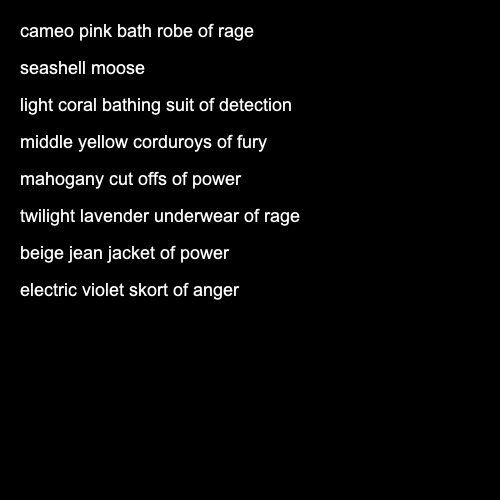 cameo pink bath robe of rage
seashell moose
light coral bathing suit of detection
middle yellow corduroys of fury
mahogany cut offs of power
twilight lavender underwear of rage
beige jean jacket of power
electric violet skort of anger